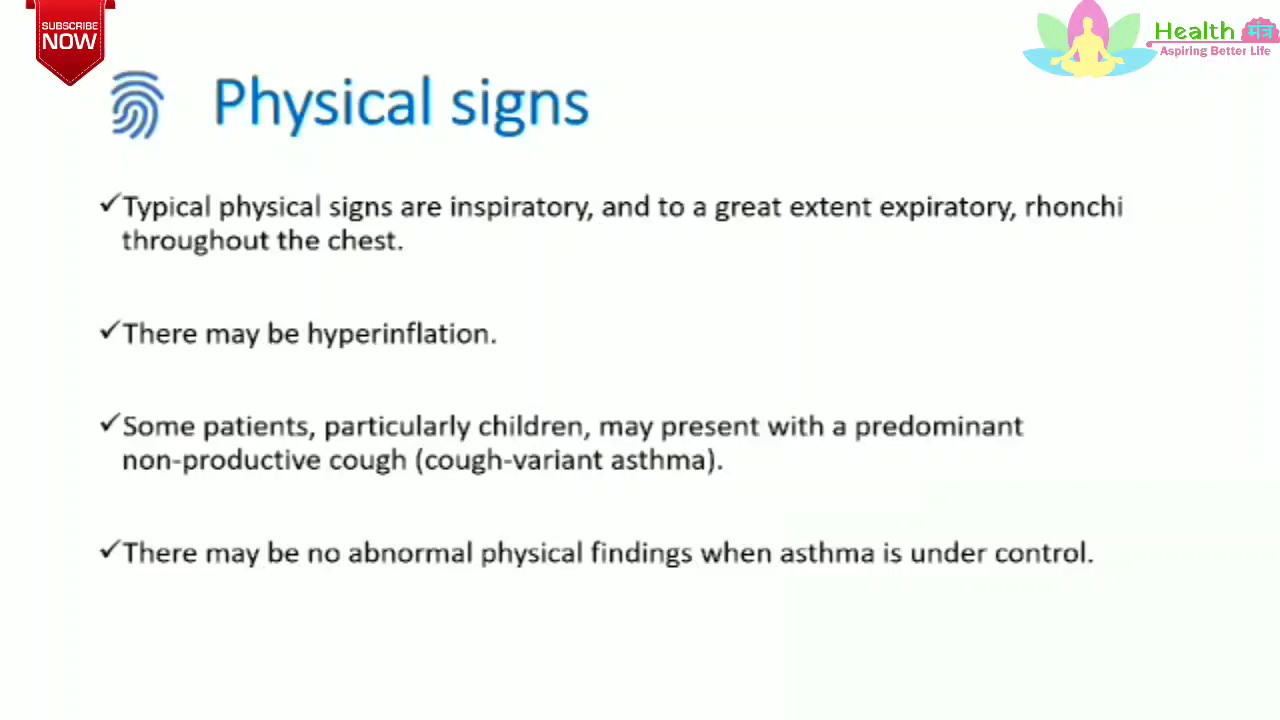 SUBSCRIBE
NOW
Health मंत्र
Aspiring Better Life
Physical signs
✓Typical physical signs are inspiratory, and to a great extent expiratory, rhonchi
throughout the chest.
✓There may be hyperinflation.
✓Some patients, particularly children, may present with a predominant
non-productive cough (cough-variant asthma).
✓There may be no abnormal physical findings when asthma is under control.